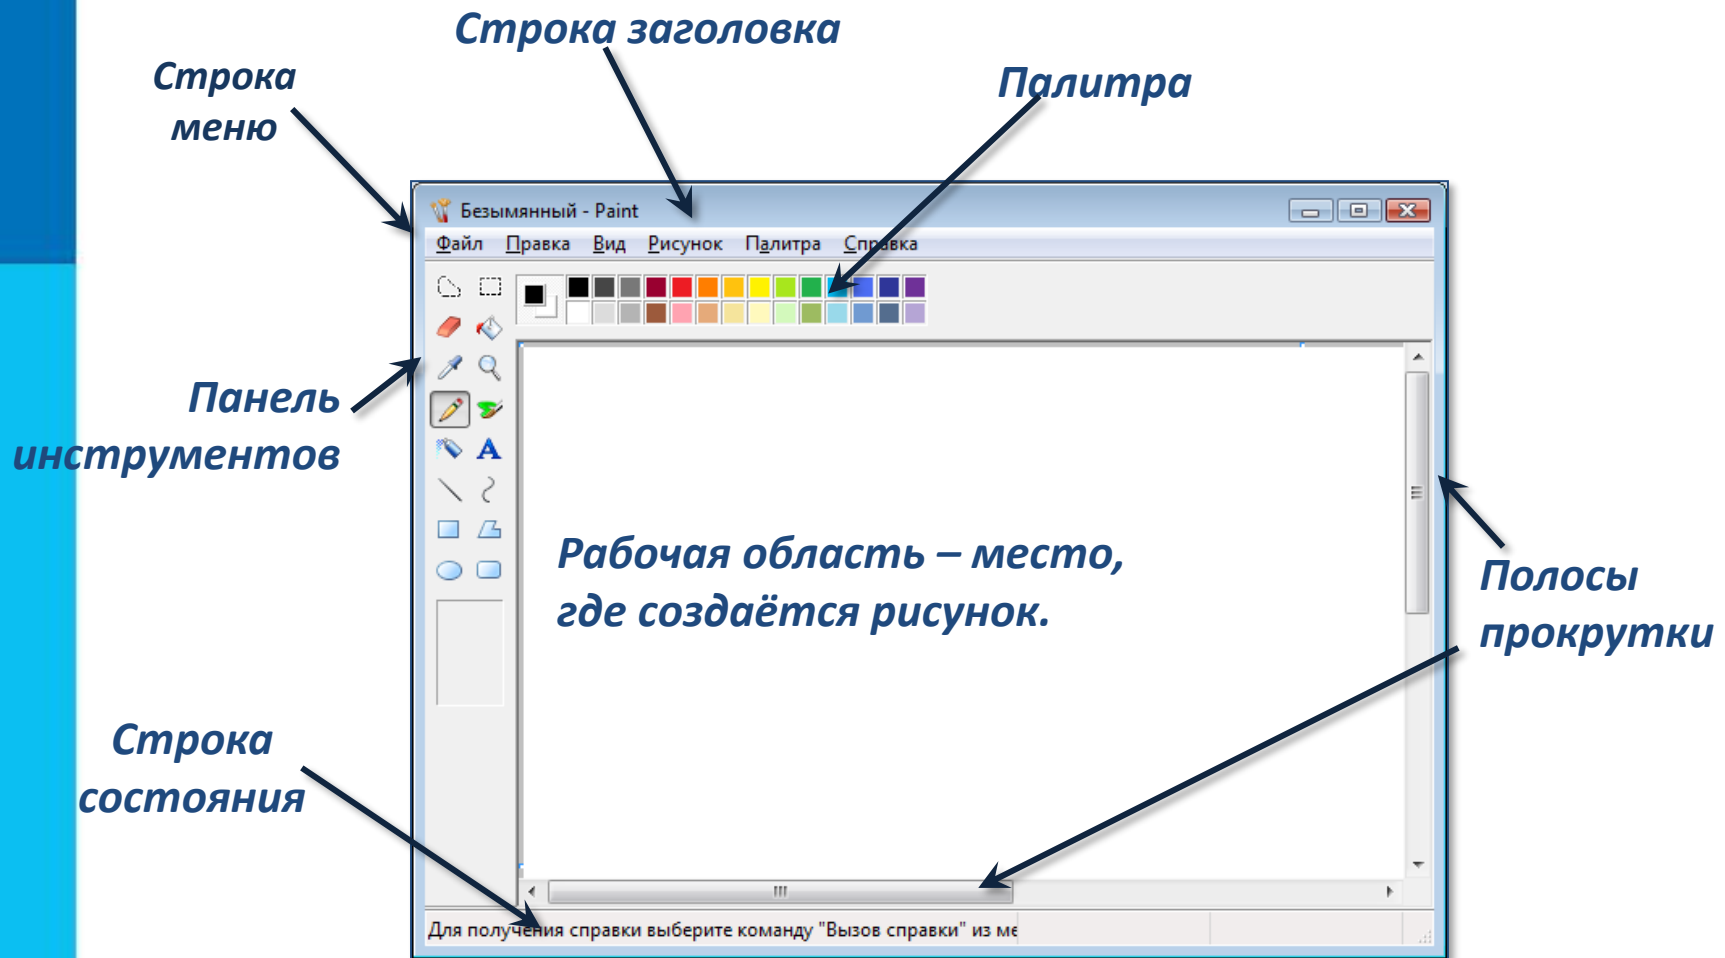 Строка заголовка
Строка
меню
Палитра
Безымянный - Paint
Файл Правка Вид Рисунок Палитра Справка
Панель
инструментов
A
Рабочая область – место,
где создаётся рисунок.
Полосы
прокрутки
Строка
состояния
Для получения справки выберите команду "Вызов справки" из ме